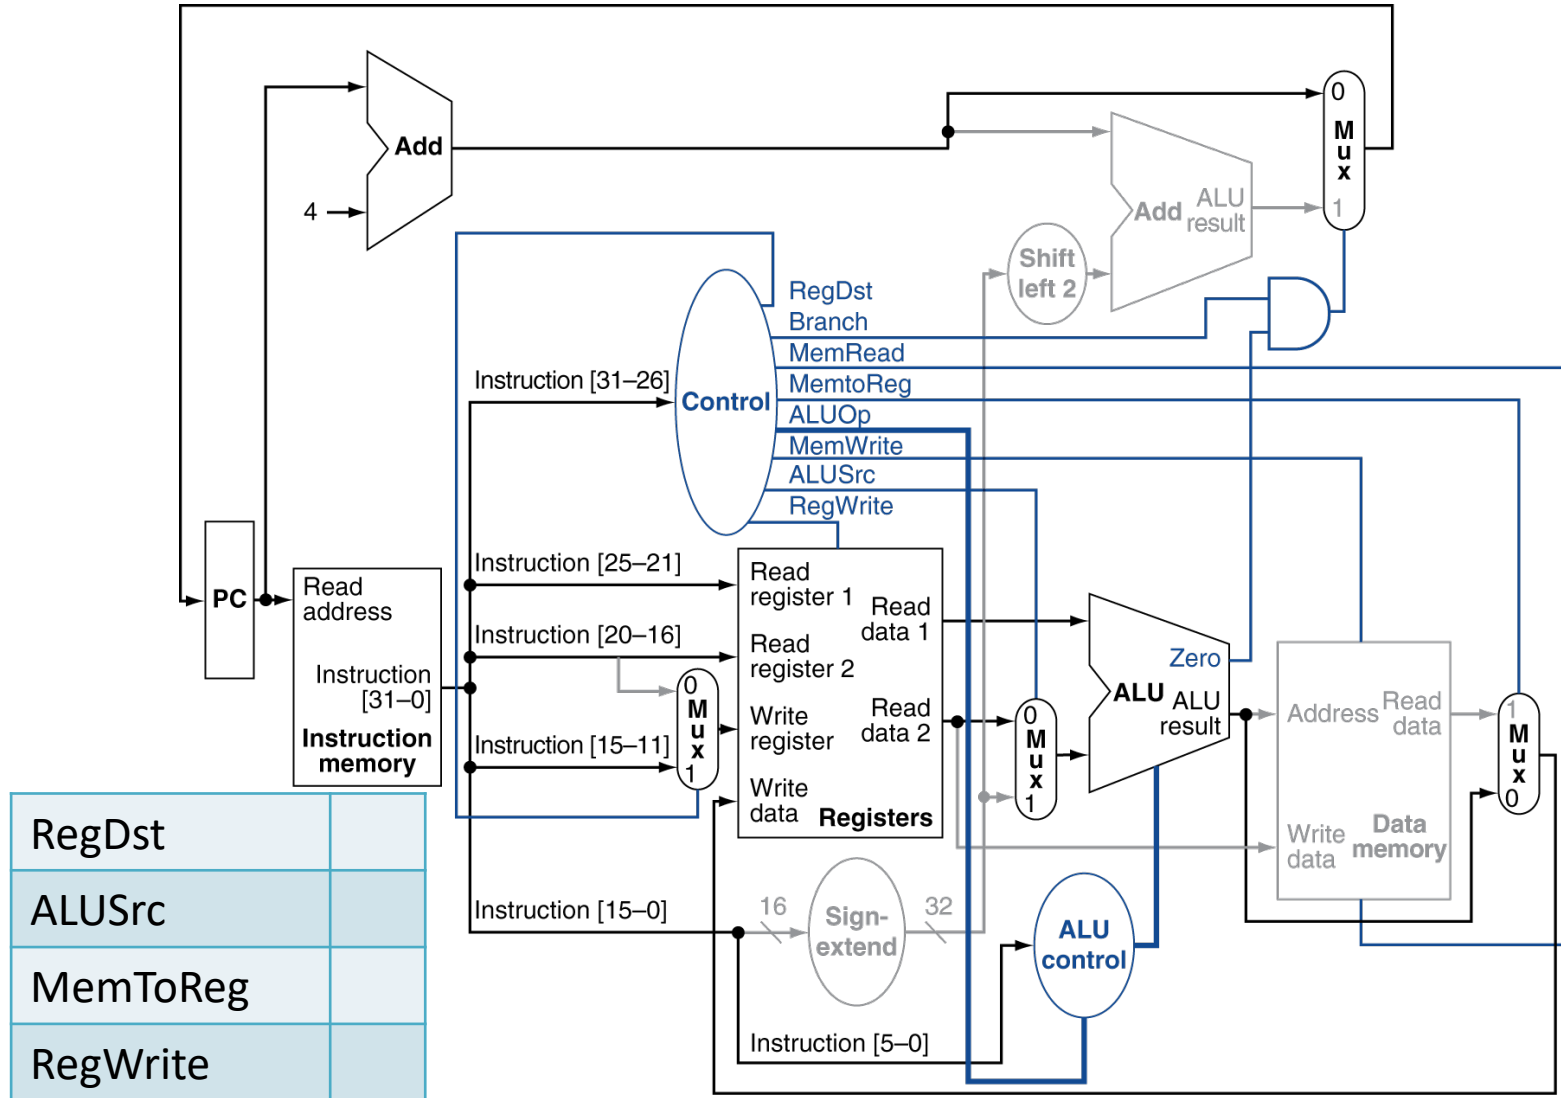 0
M
u
x
1
Add
4
Add
ALU
result
Shift
left 2
RegDst
Branch
MemRead
MemtoReg
ALUOp
MemWrite
ALUSrc
RegWrite
Control
Instruction [31–26]
Instruction [25–21]
Instruction [20–16]
Instruction [15–11]
Instruction [15–0]
Instruction [5–0]
PC
Read
address
Instruction
[31–0]
Instruction
memory
0
M
u
x
1
Read
register 1
Read
register 2
Write
register
Write
data
Read
data 1
Read
data 2
Registers
0
M
u
x
1
Zero
ALU
ALU
result
Address
Read
data
Write
data
Data
memory
1
M
u
x
0
16
Sign-
extend
32
ALU
control
RegDst
ALUSrc
MemToReg
RegWrite